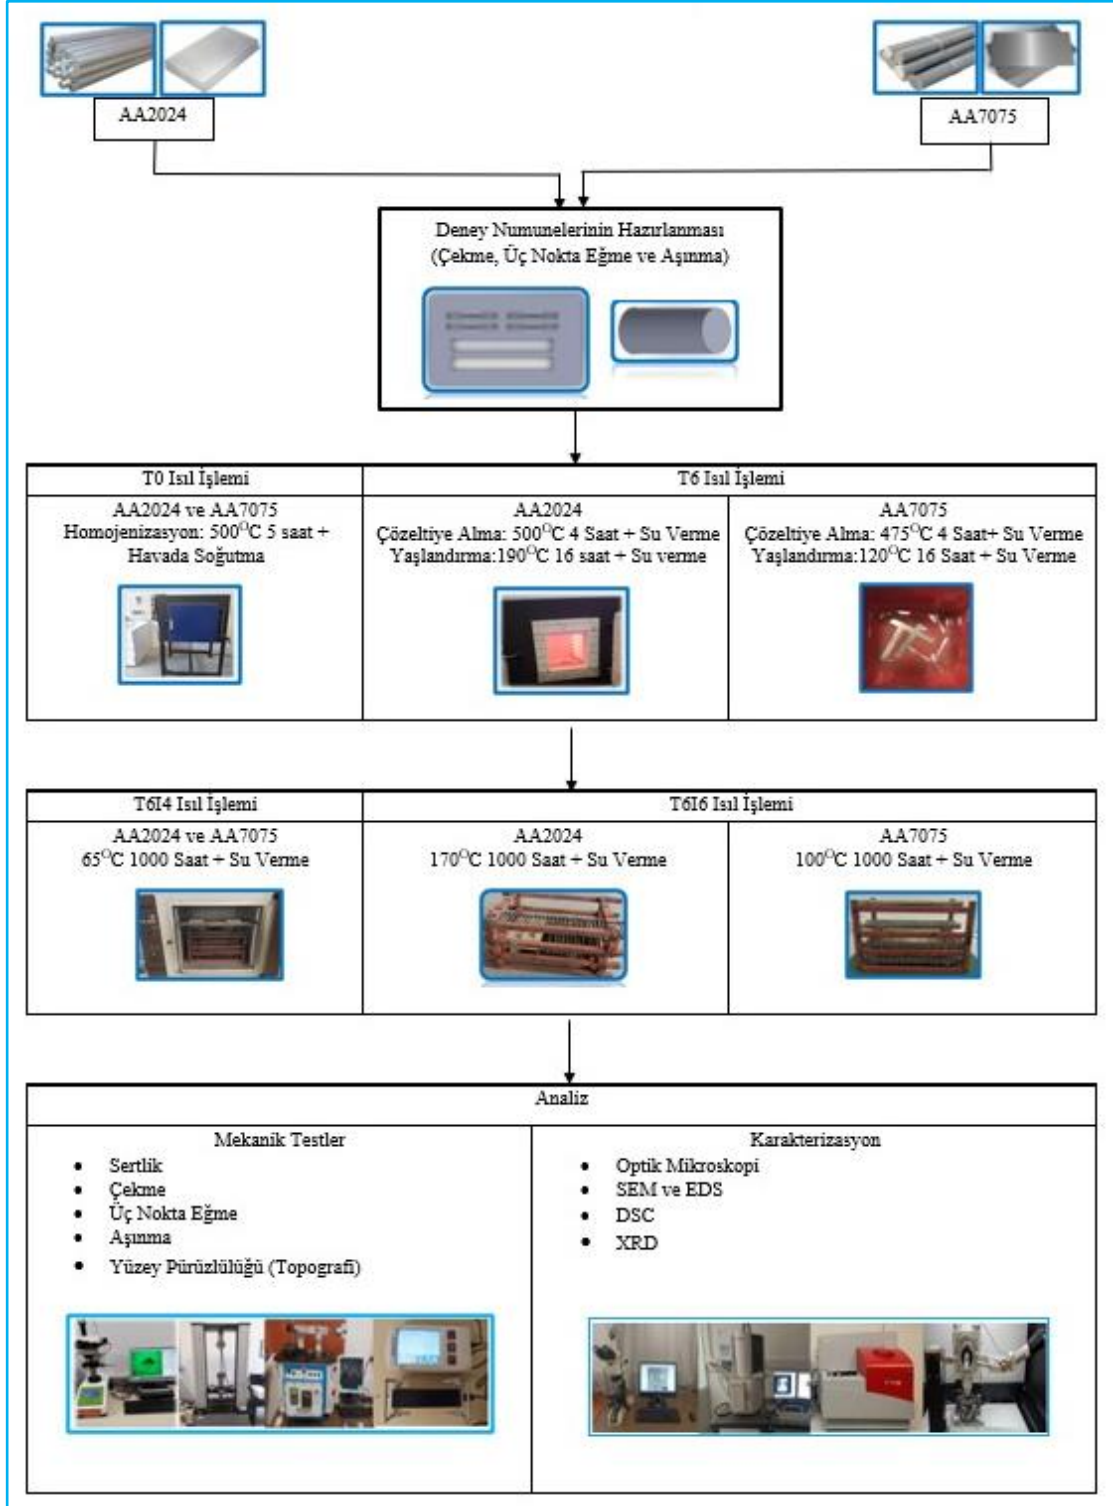 AA2024
AA7075
Deney Numunelerinin Hazırlanması
(Çekme, Üç Nokta Eğme ve Aşınma)
T0 Isıl İşlemi
T6 Isıl İşlemi
AA2024 ve AA7075
Homojenizasyon: 500°C 5 saat +
Havada Soğutma
AA2024
Çözeltiye Alma: 500°C 4 Saat + Su Verme
Yaşlandırma:190°C 16 saat + Su verme
AA7075
Çözeltiye Alma: 475°C 4 Saat+ Su Verme
Yaşlandırma:120°C 16 Saat + Su Verme
T6I4 Isıl İşlemi
T6I6 Isıl İşlemi
AA2024 ve AA7075
65°C 1000 Saat + Su Verme
AA2024
170°C 1000 Saat + Su Verme
AA7075
100°C 1000 Saat + Su Verme
Analiz
Mekanik Testler
• Sertlik
• Çekme
• Üç Nokta Eğme
• Aşınma
• Yüzey Pürüzlülüğü (Topografi)
Karakterizasyon
• Optik Mikroskopi
• SEM ve EDS
• DSC
• XRD